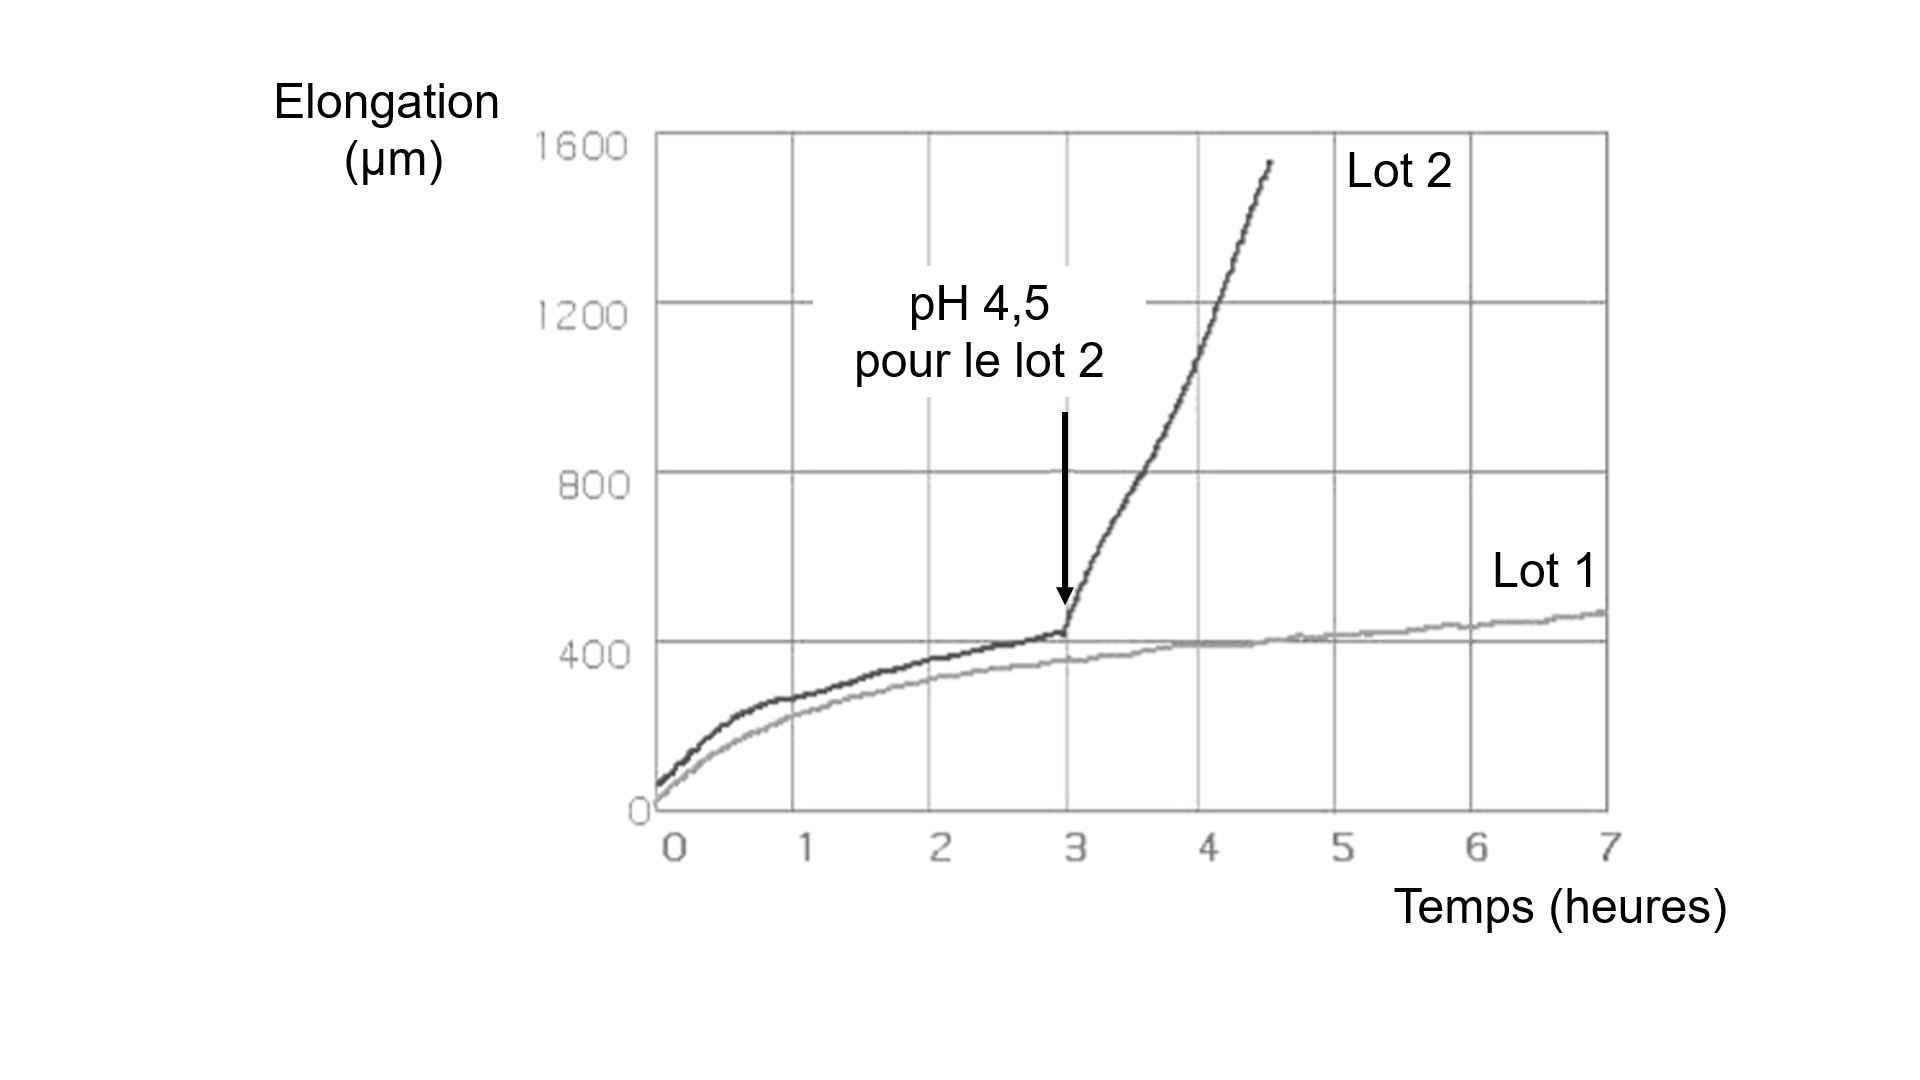 Elongation
(µm)
1600
Lot 2
pH 4,5
1200
pour le lot 2
800
Lot 1
400
0
0 1 2 3 4 5 6 7
Temps (heures)